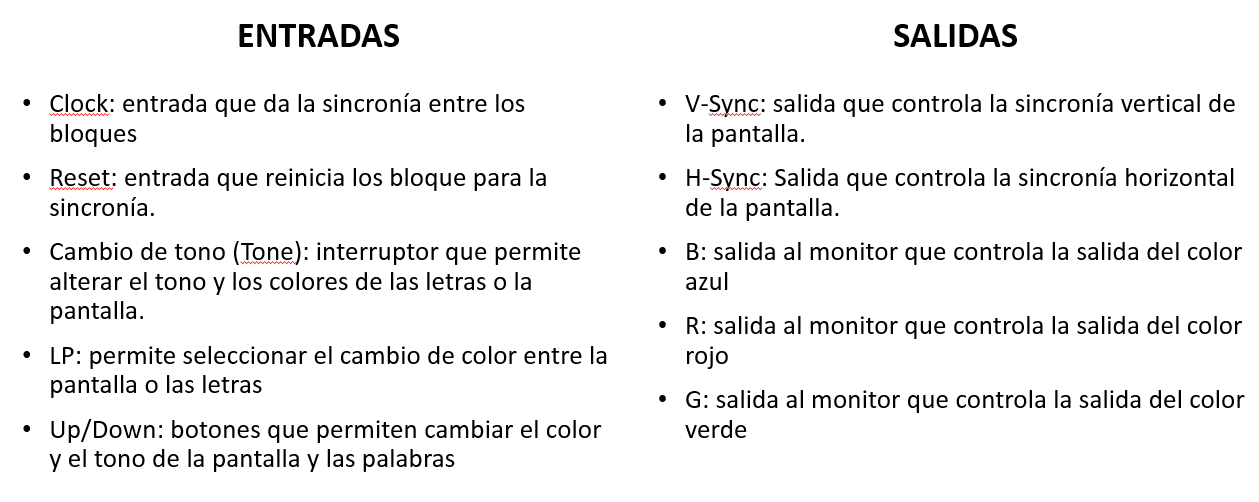 ENTRADAS
• Clock: entrada que da la sincronía entre los
bloques
• Reset: entrada que reinicia los bloque para la
sincronía.
• Cambio de tono (Tone): interruptor que permite
alterar el tono y los colores de las letras o la
pantalla.
• LP: permite seleccionar el cambio de color entre la
pantalla o las letras
• Up/Down: botones que permiten cambiar el color
y el tono de la pantalla y las palabras
SALIDAS
• V-Sync: salida que controla la sincronía vertical de
la pantalla.
• H-Sync: Salida que controla la sincronía horizontal
de la pantalla.
• B: salida al monitor que controla la salida del color
azul
• R: salida al monitor que controla la salida del color
rojo
• G: salida al monitor que controla la salida del color
verde